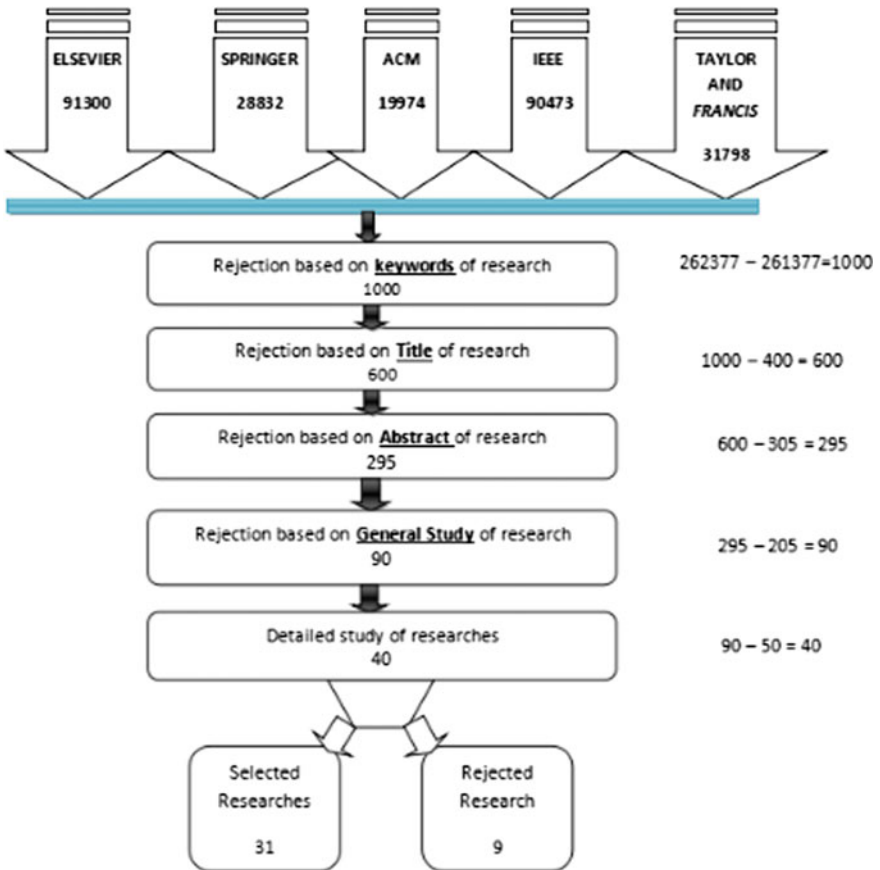 ELSEVIER
91300
SPRINGER
28832
ACM
19974
IEEE
90473
TAYLOR
AND
FRANCIS
31798
Rejection based on keywords of research
1000
262377 – 261377=1000
Rejection based on Title of research
600
1000 – 400 = 600
Rejection based on Abstract of research
295
600 – 305 = 295
Rejection based on General Study of research
90
295 – 205 = 90
Detailed study of researches
40
90 – 50 = 40
Selected
Researches
31
Rejected
Research
9